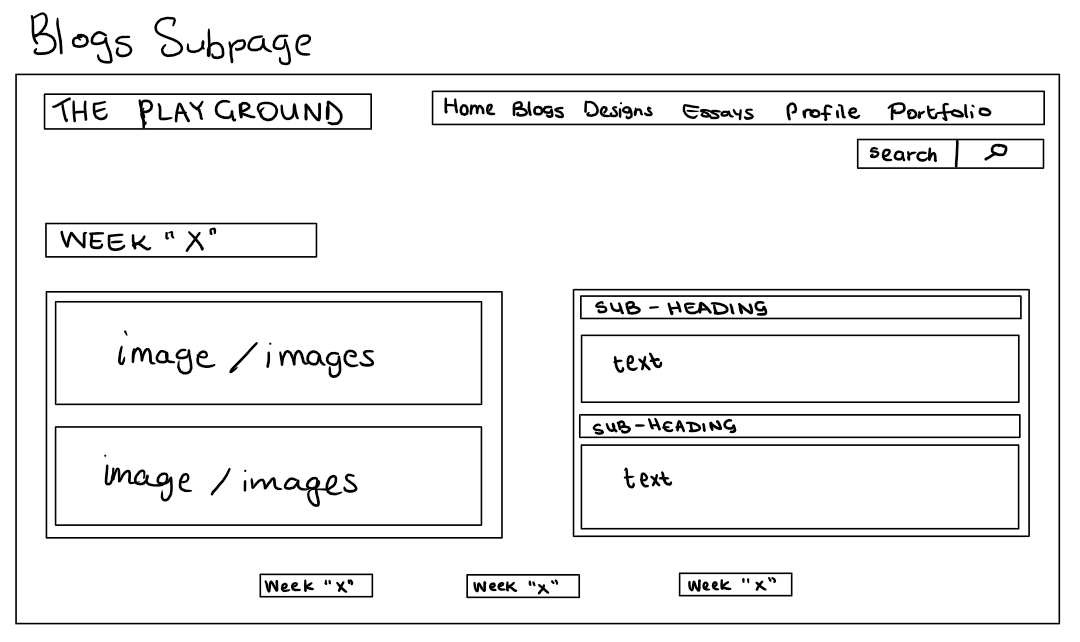 Blogs Subpage
THE PLAYGROUND
Home Blogs Designs Essays Profile Portfolio
search
WEEK "X"
image / images
image / images
SUB - HEADING
text
SUB - HEADING
text
Week "X" Week "X" Week "X"